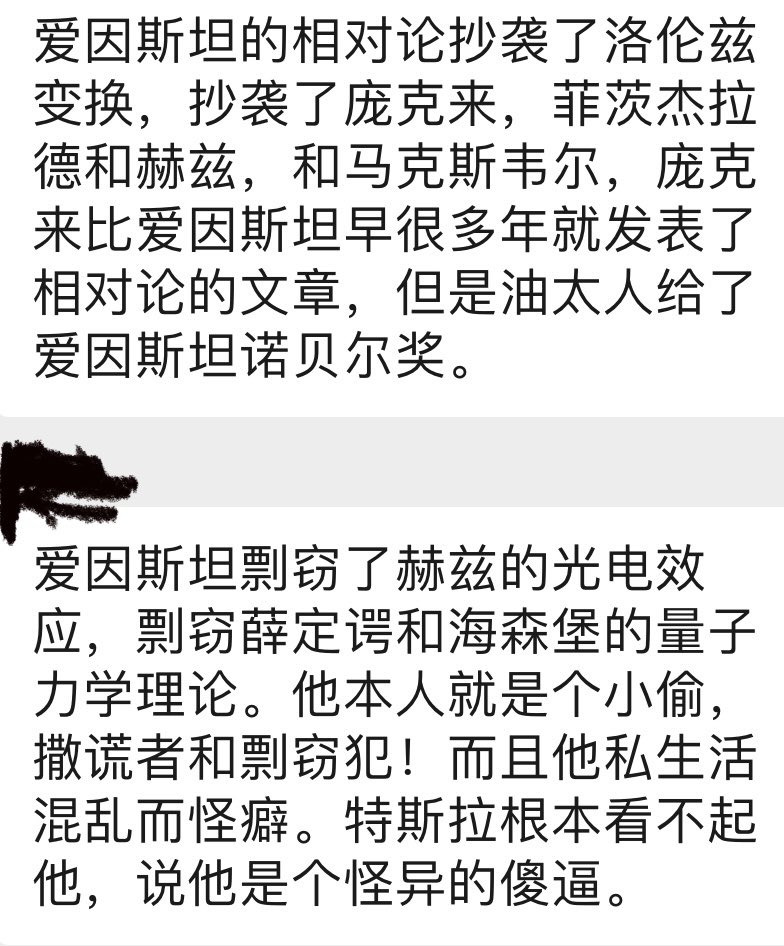 爱因斯坦的相对论抄袭了洛伦兹
变换，抄袭了庞克来，菲茨杰拉
德和赫兹，和马克斯韦尔，庞克
来比爱因斯坦早很多年就发表了
相对论的文章，但是油太人给了
爱因斯坦诺贝尔奖。
爱因斯坦剽窃了赫兹的光电效
应，剽窃薛定谔和海森堡的量子
力学理论。他本人就是个小偷，
撒谎者和剽窃犯！而且他私生活
混乱而怪癖。特斯拉根本看不起
他，说他是个怪异的傻逼。